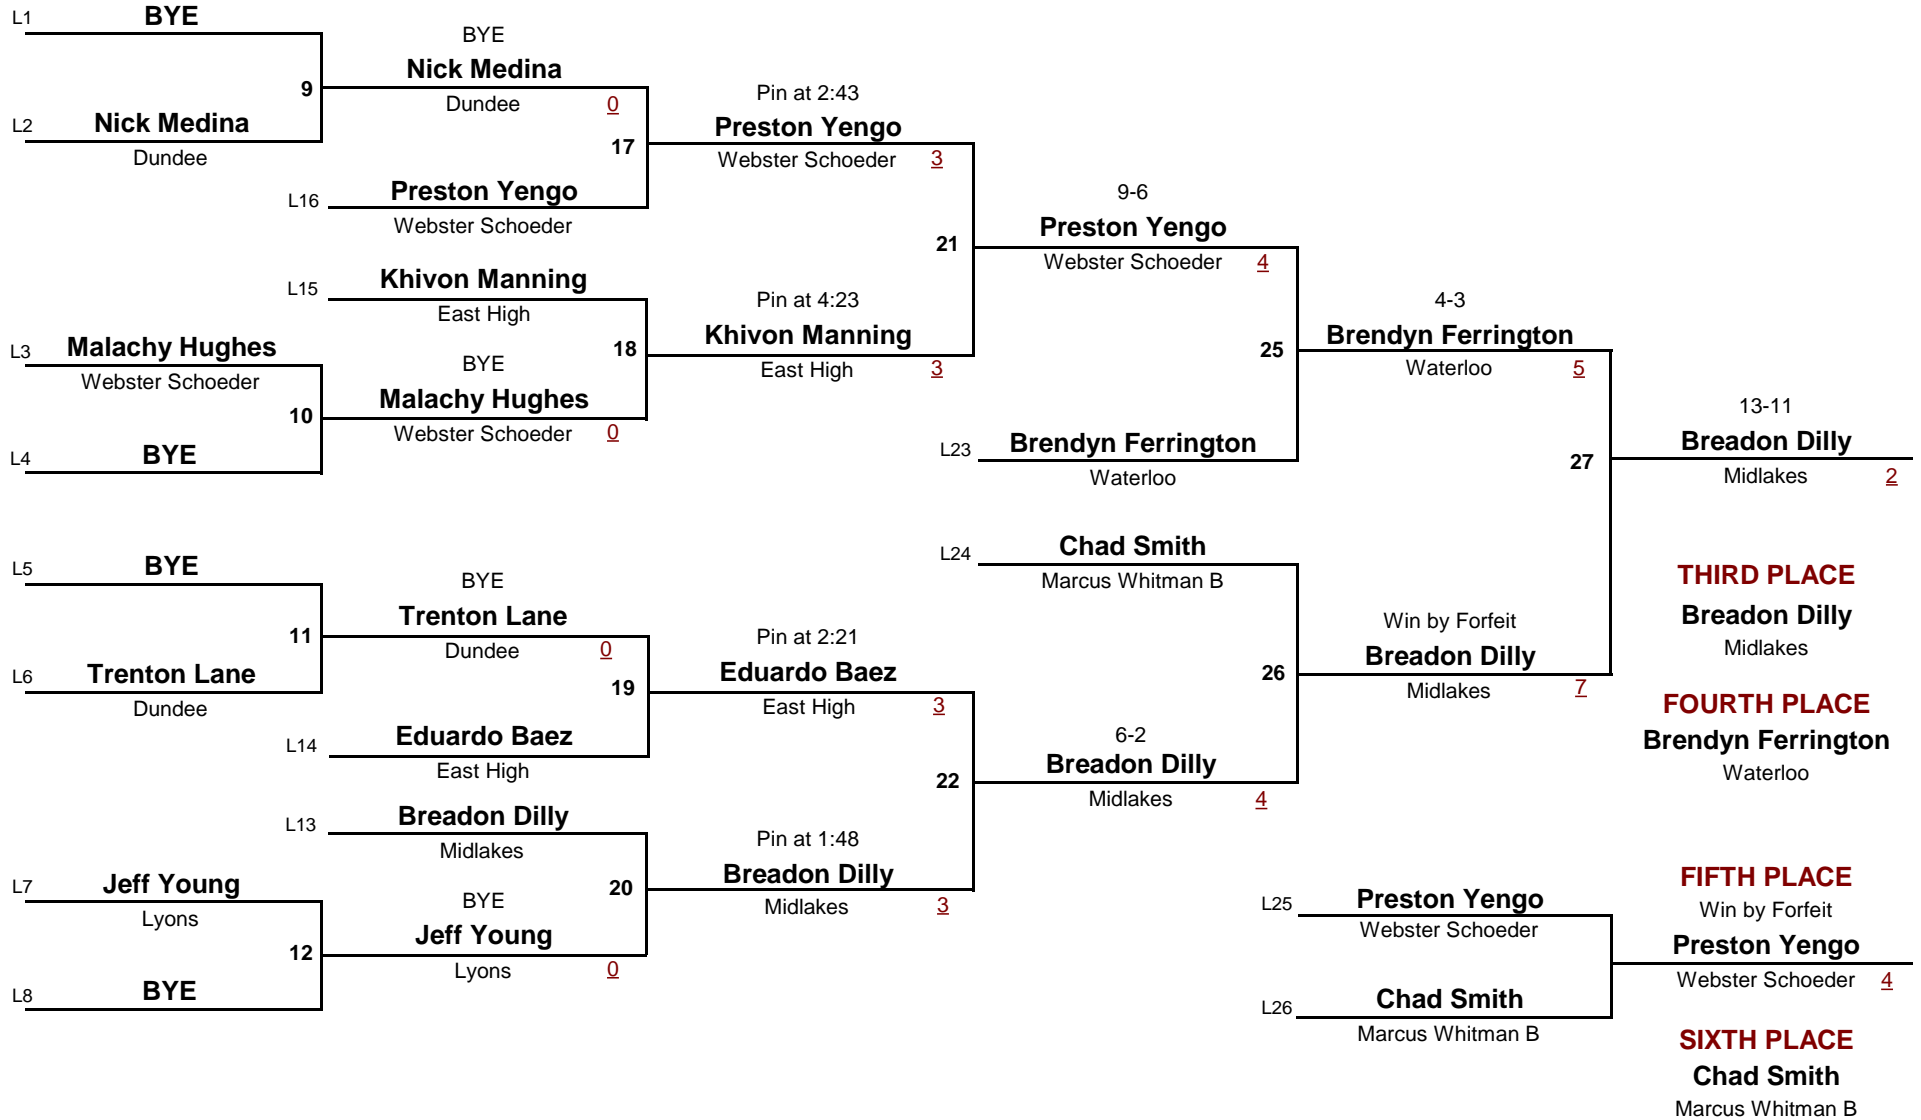 L1
BYE
9
L2
Nick Medina
Dundee
BYE
Nick Medina
Dundee
0
17
L16
Preston Yengo
Webster Schoeder
Pin at 2:43
Preston Yengo
Webster Schoeder
3
L15
Khivon Manning
East High
18
L3
Malachy Hughes
Webster Schoeder
10
L4
BYE
BYE
Malachy Hughes
Webster Schoeder
0
Pin at 4:23
Khivon Manning
East High
3
21
9-6
Preston Yengo
Webster Schoeder
4
25
L23
Brendyn Ferrington
Waterloo
4-3
Brendyn Ferrington
Waterloo
5
27
L5
BYE
11
L6
Trenton Lane
Dundee
BYE
Trenton Lane
Dundee
0
19
L14
Eduardo Baez
East High
Pin at 2:21
Eduardo Baez
East High
3
L13
Breadon Dilly
Midlakes
20
L7
Jeff Young
Lyons
12
L8
BYE
BYE
Jeff Young
Lyons
0
Pin at 1:48
Breadon Dilly
Midlakes
3
22
6-2
Breadon Dilly
Midlakes
4
L24
Chad Smith
Marcus Whitman B
26
Win by Forfeit
Breadon Dilly
Midlakes
7
13-11
Breadon Dilly
Midlakes
2
THIRD PLACE
Breadon Dilly
Midlakes
FOURTH PLACE
Brendyn Ferrington
Waterloo
L25
Preston Yengo
Webster Schoeder
L26
Chad Smith
Marcus Whitman B
FIFTH PLACE
Win by Forfeit
Preston Yengo
Webster Schoeder
4
SIXTH PLACE
Chad Smith
Marcus Whitman B